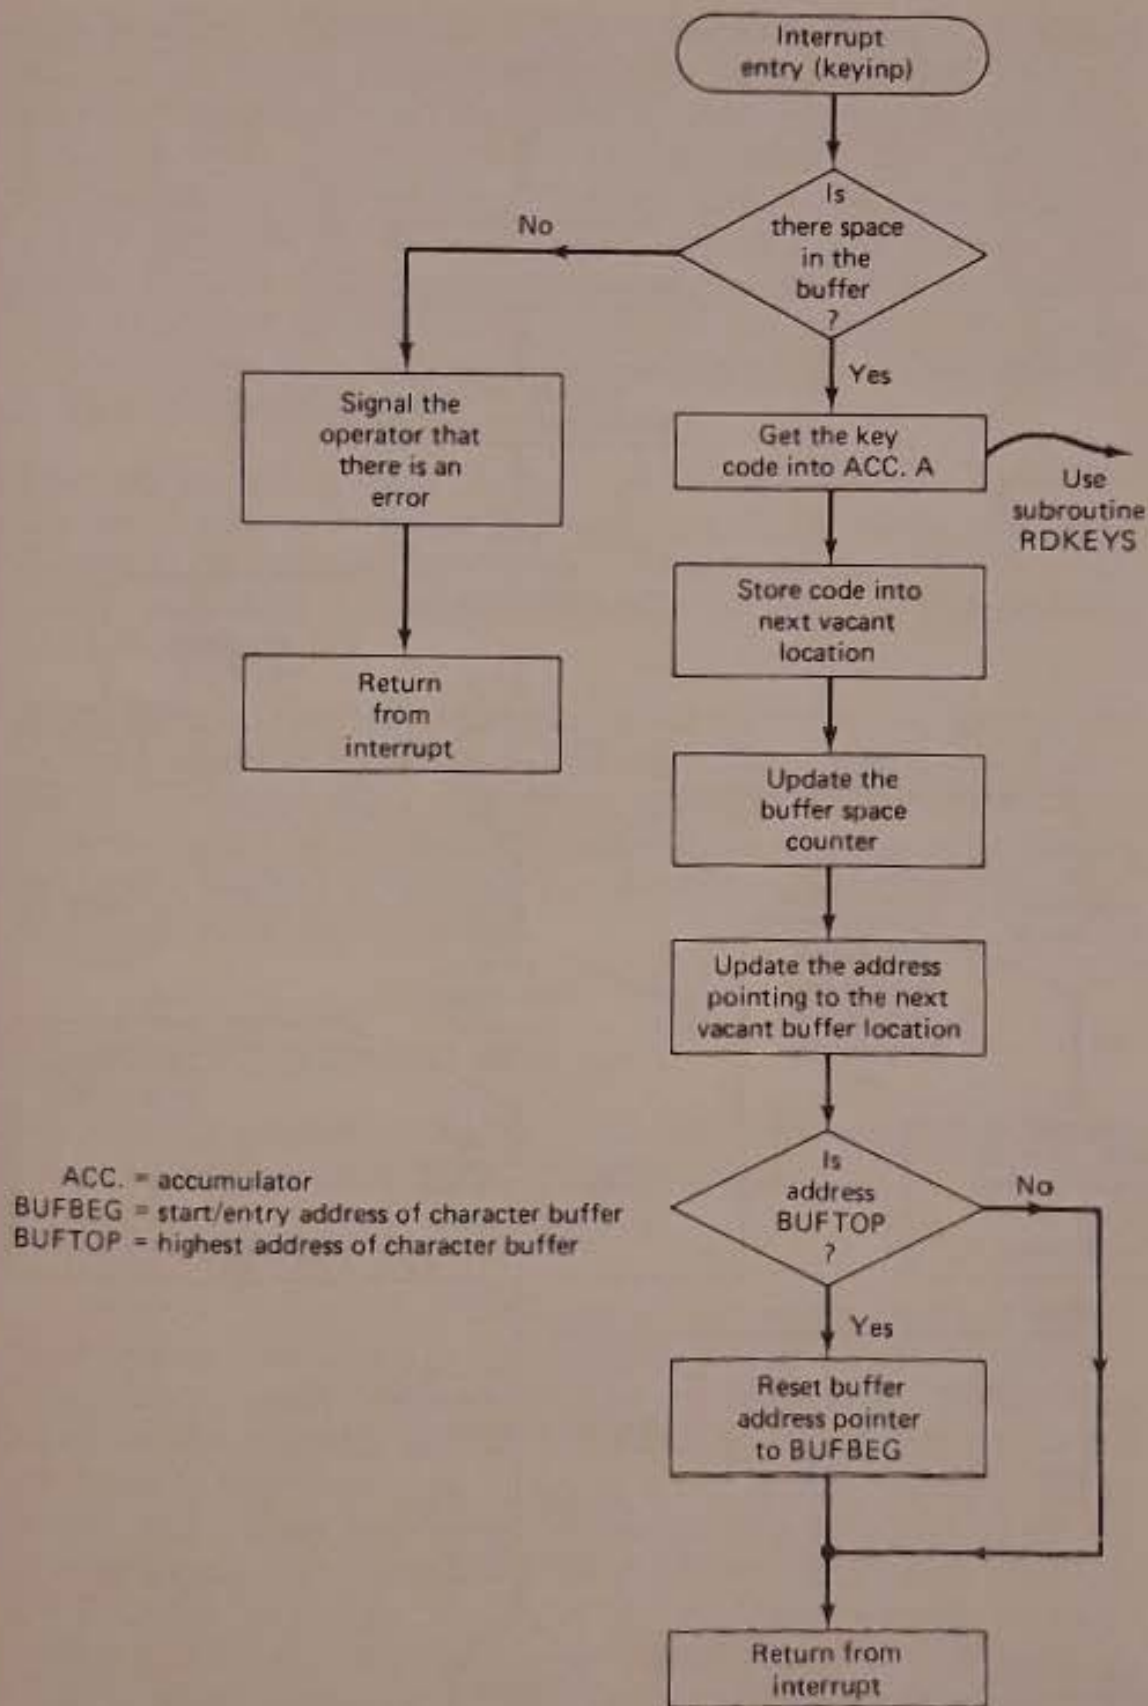 Interrupt
entry (keyinp)
Is
there space
in the
buffer
?
No
Yes
Signal the
operator that
there is an
error
Get the key
code into ACC. A
Use
subroutine
RDKEYS
Store code into
next vacant
location
Return
from
interrupt
Update the
buffer space
counter
Update the address
pointing to the next
vacant buffer location
ACC. = accumulator
BUFBEG = start/entry address of character buffer
BUFTOP = highest address of character buffer
Is
address
BUFTOP
?
No
Yes
Reset buffer
address pointer
to BUFBEG
Return from
interrupt